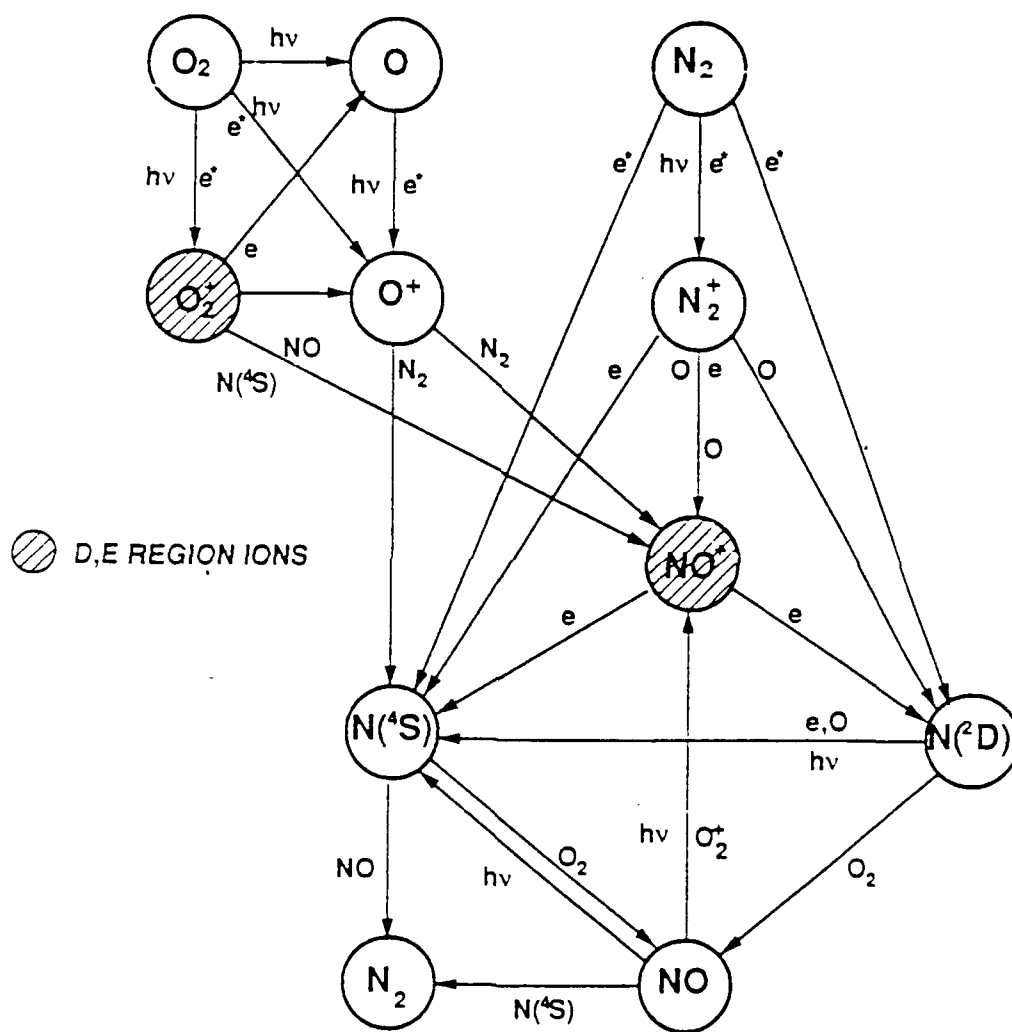 hν
O₂
O
N₂
hν
e*
hν e*
hν e*
e*
hν e*
e*
e
O₂⁺
O⁺
N₂⁺
NO
N(⁴S)
N₂
N₂
e
O e
O
O
NO⁺
D,E REGION IONS
e
e
N(⁴S)
e,O
hν
N(²D)
NO
O₂
hν
hν
O₂⁺
O₂
N₂
NO
N(⁴S)